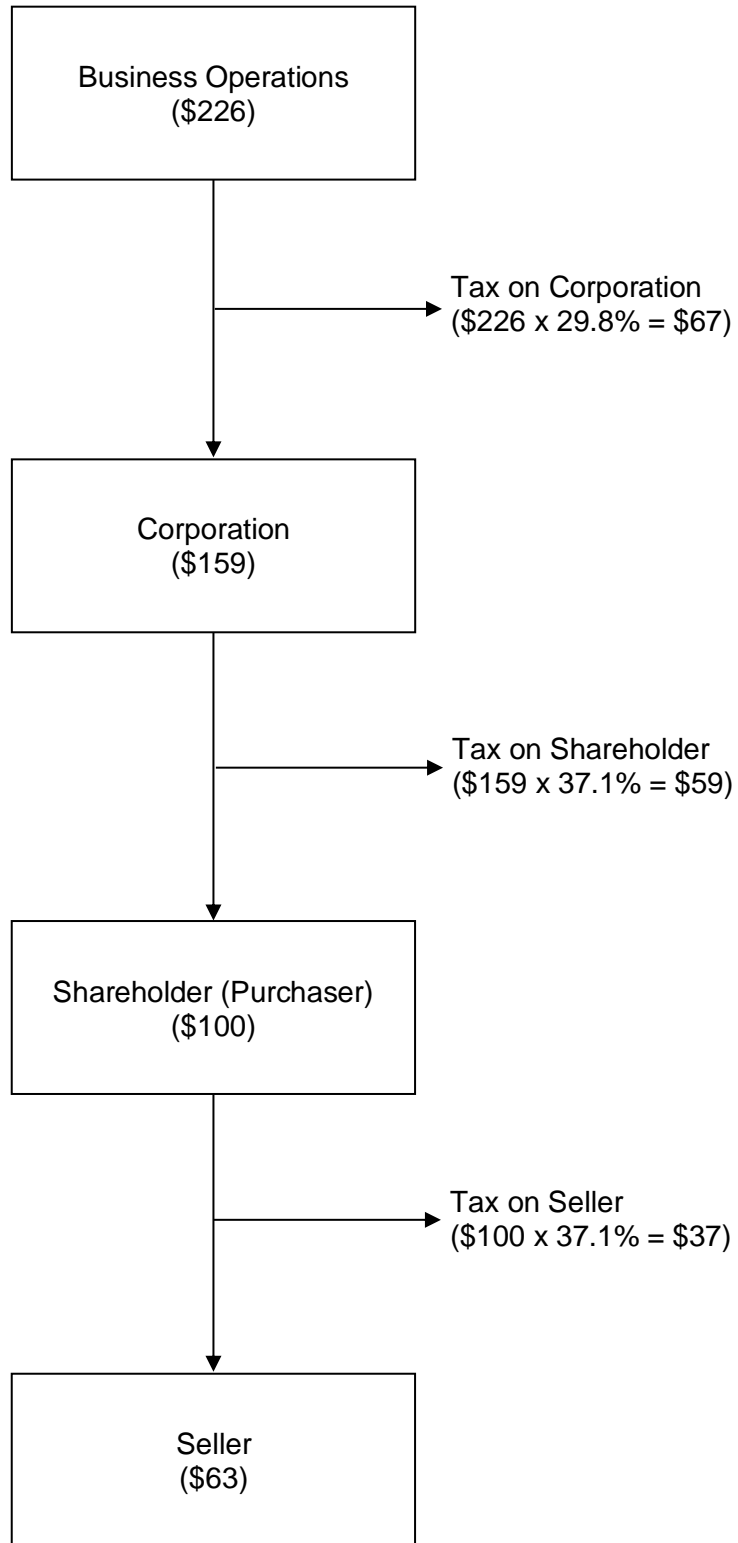 Business Operations
($226)
Tax on Corporation
($226 x 29.8% = $67)
Corporation
($159)
Tax on Shareholder
($159 x 37.1% = $59)
Shareholder (Purchaser)
($100)
Tax on Seller
($100 x 37.1% = $37)
Seller
($63)